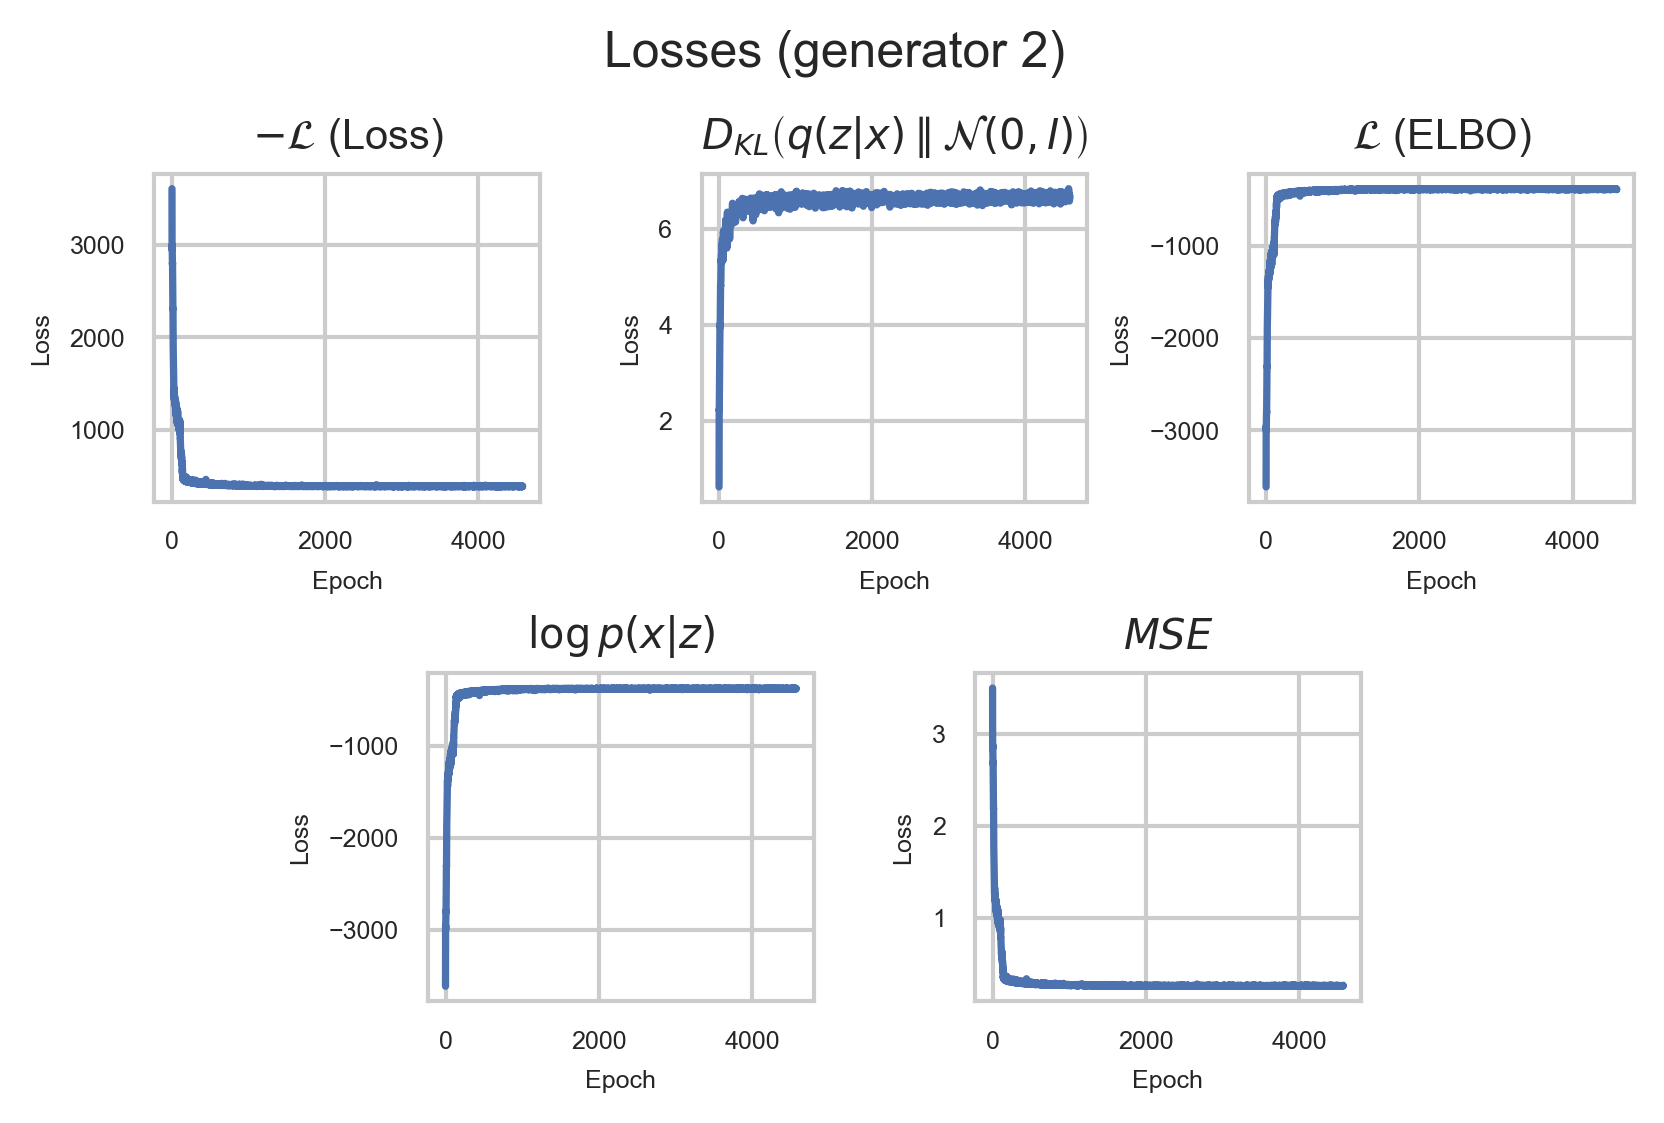 Losses (generator 2)
−ℒ (Loss)
D_{KL}(q(z|x) ∥ 𝒩(0, I))
ℒ (ELBO)
Loss
3000
2000
1000
0 2000 4000
Epoch
Loss
6
4
2
0 2000 4000
Epoch
Loss
−1000
−2000
−3000
0 2000 4000
Epoch
log p(x|z)
MSE
Loss
−1000
−2000
−3000
0 2000 4000
Epoch
Loss
3
2
1
0 2000 4000
Epoch